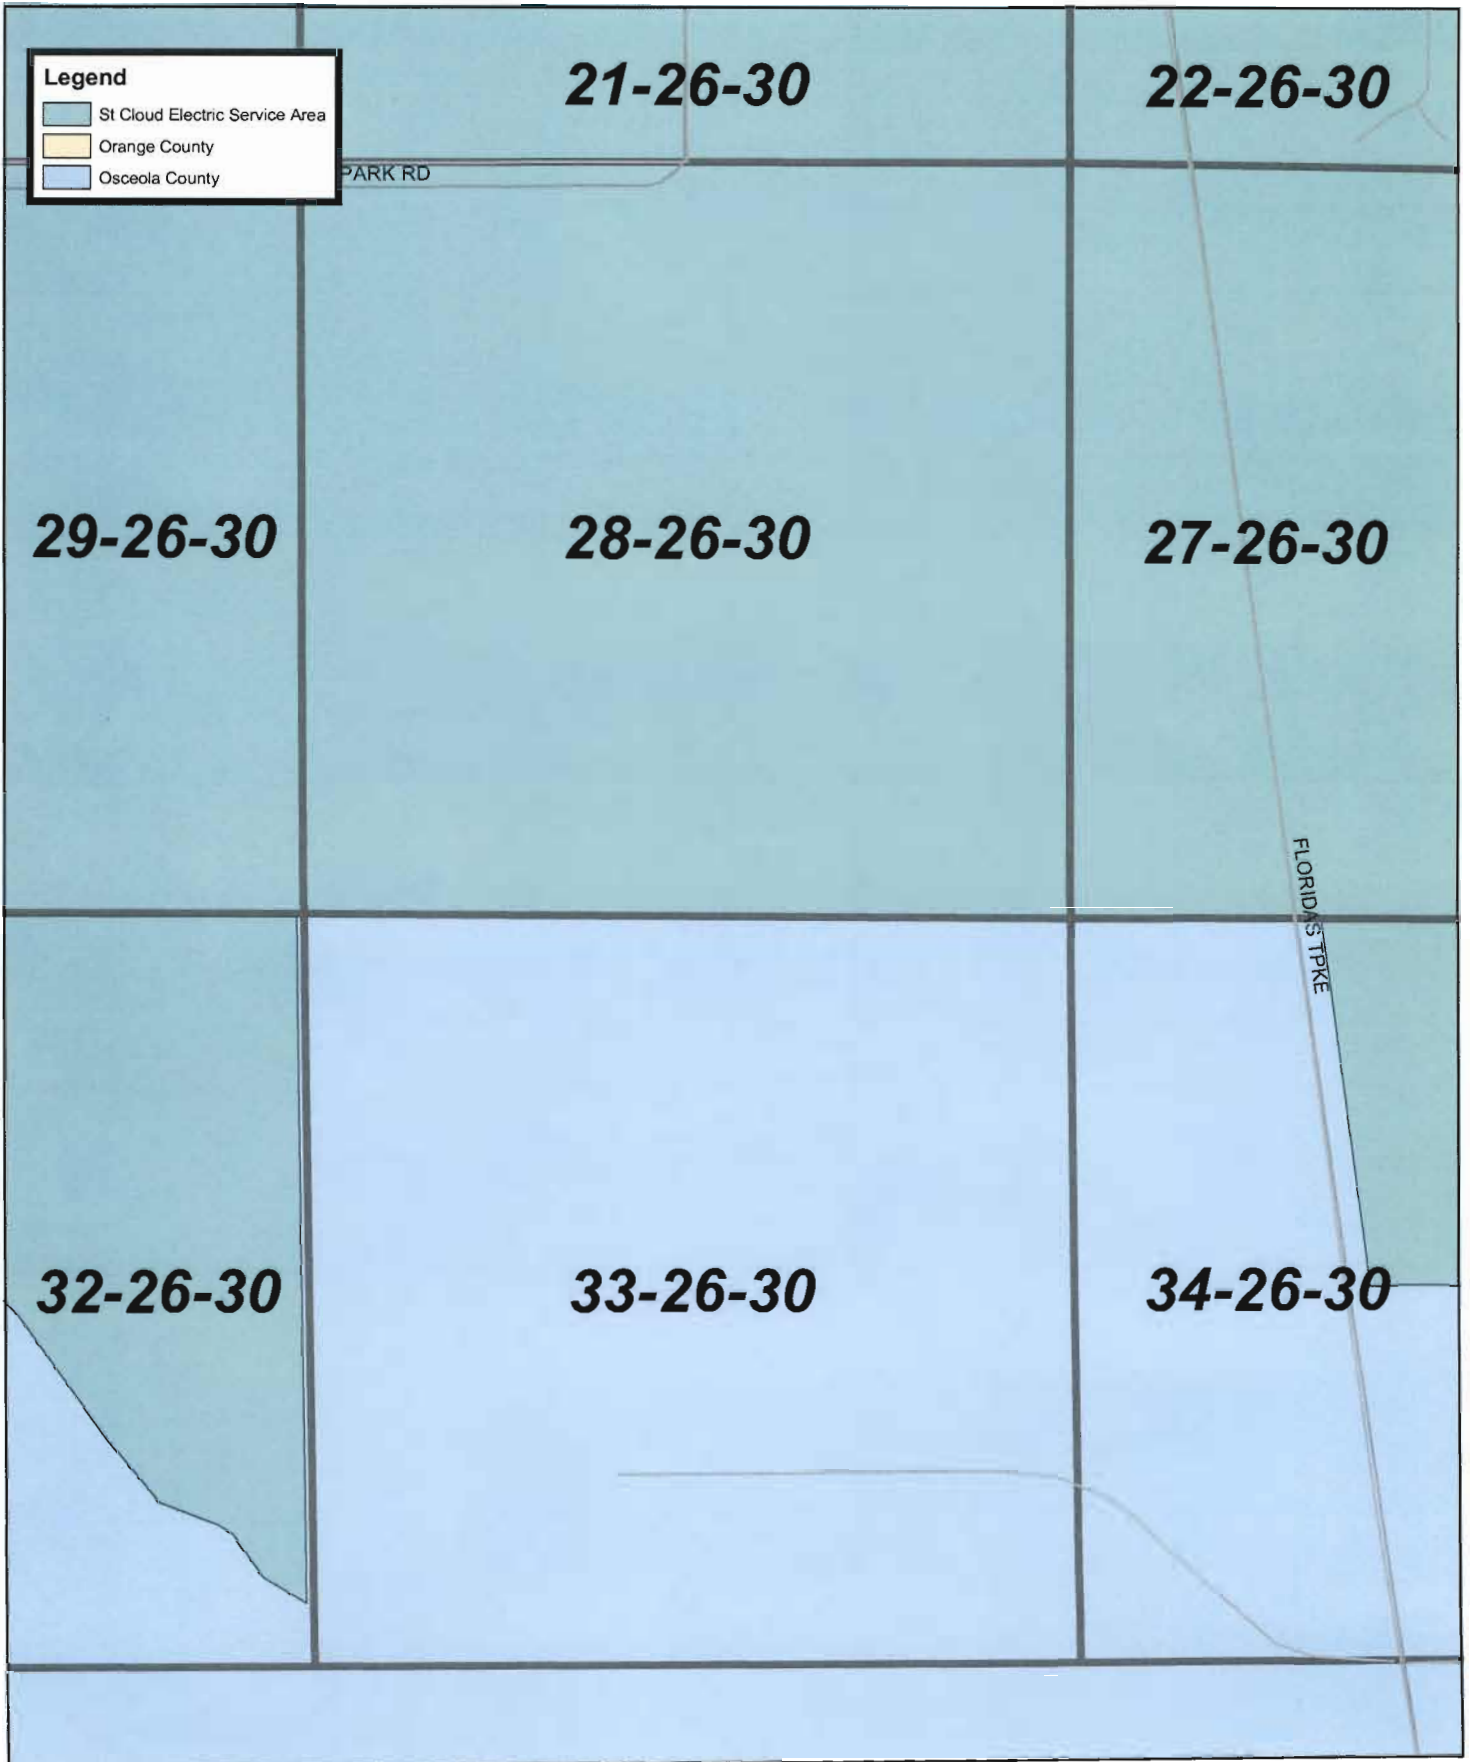 Legend
St Cloud Electric Service Area
Orange County
Osceola County
21-26-30
22-26-30
PARK RD
29-26-30
28-26-30
27-26-30
FLORIDAS TPKE
32-26-30
33-26-30
34-26-30